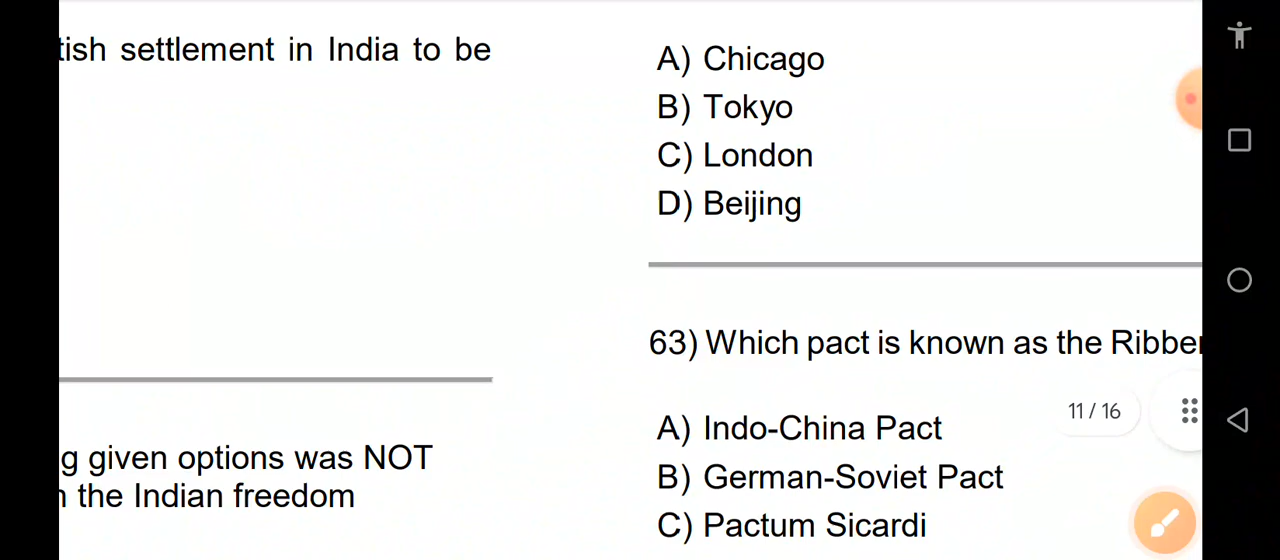 tish settlement in India to be
g given options was NOT
the Indian freedom
A) Chicago
B) Tokyo
C) London
D) Beijing
63) Which pact is known as the Ribbe
A) Indo-China Pact
B) German-Soviet Pact
C) Pactum Sicardi
11 / 16